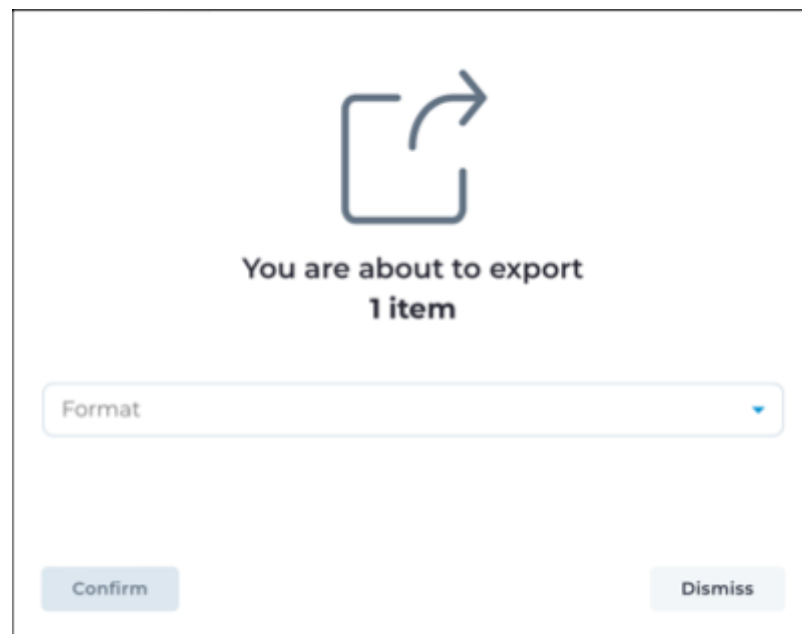 You are about to export
1 item
Format
Confirm
Dismiss